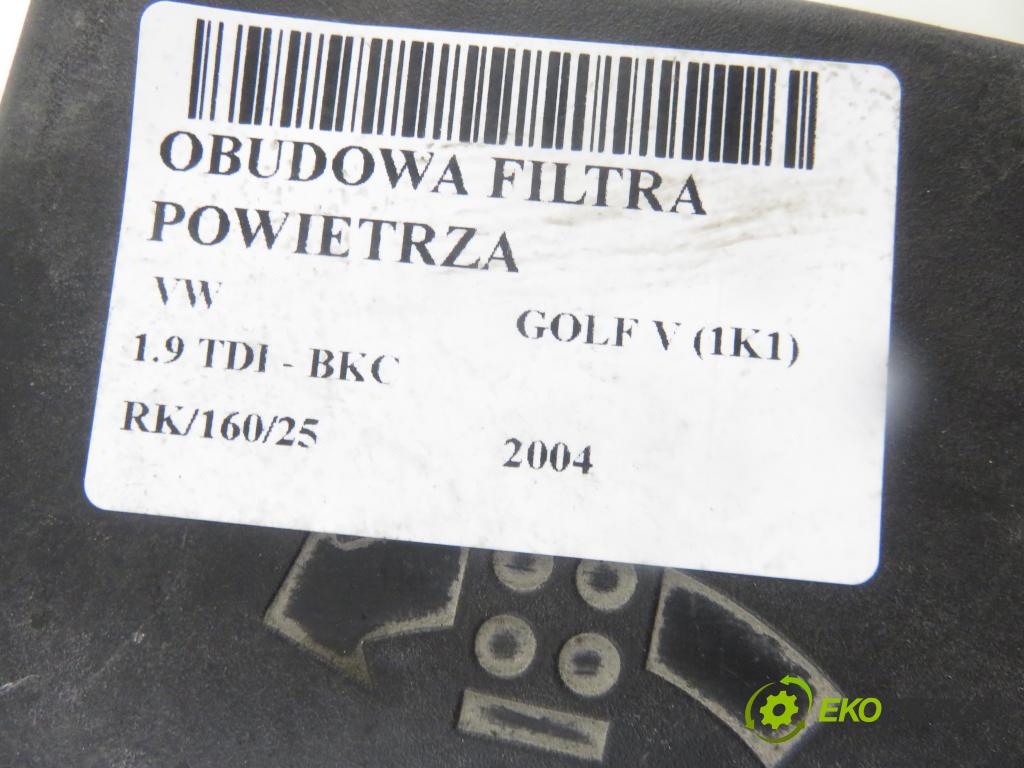 OBUDOWA FILTRA
POWIETRZA
VW
GOLF V (1K1)
1.9 TDI - BKC
RK/160/25
2004
EKO